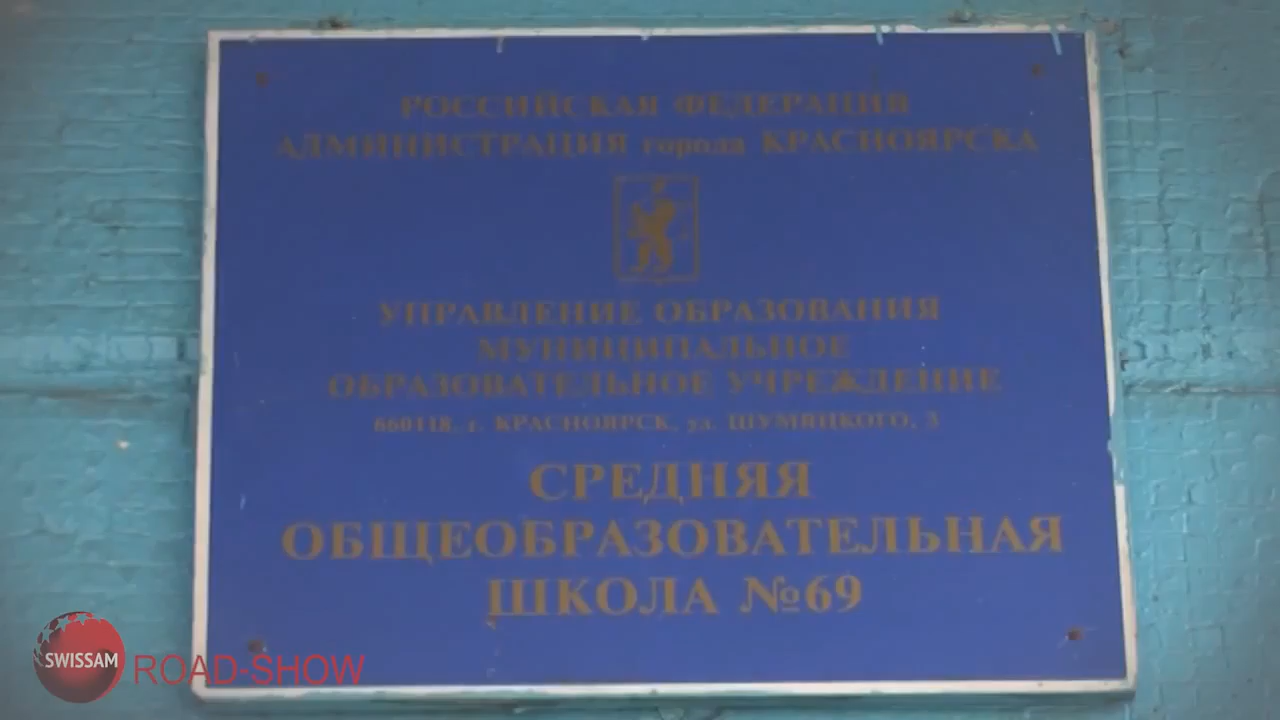 РОССИЙСКАЯ ФЕДЕРАЦИЯ
АДМИНИСТРАЦИЯ города КРАСНОЯРСКА
УПРАВЛЕНИЕ ОБРАЗОВАНИЯ
МУНИЦИПАЛЬНОЕ
ОБРАЗОВАТЕЛЬНОЕ УЧРЕЖДЕНИЕ
660118, г. КРАСНОЯРСК, ул. ШУМЯЦКОГО, 3
СРЕДНЯЯ
ОБЩЕОБРАЗОВАТЕЛЬНАЯ
ШКОЛА №69
SWISSAM ROAD-SHOW